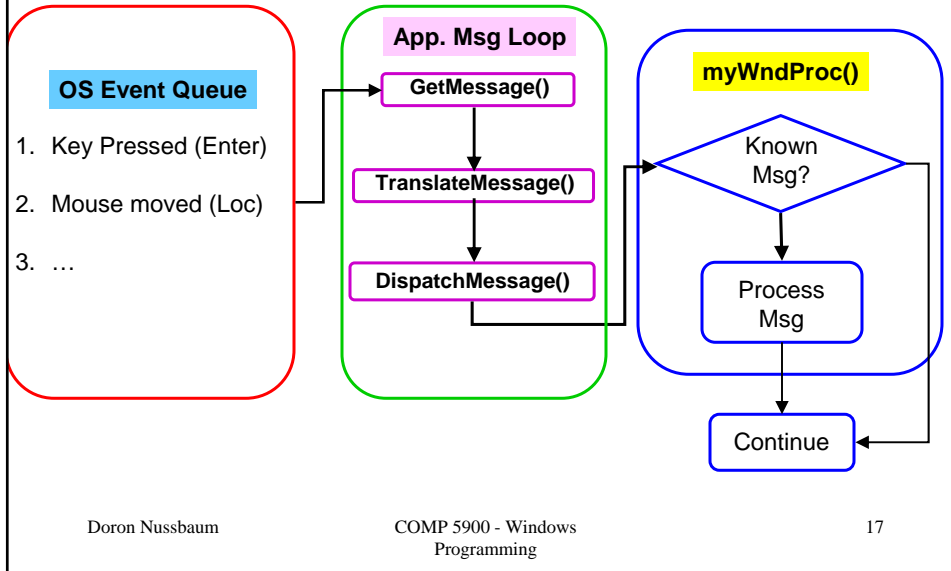 OS Event Queue
1. Key Pressed (Enter)
2. Mouse moved (Loc)
3. …
App. Msg Loop
GetMessage()
TranslateMessage()
DispatchMessage()
myWndProc()
Known
Msg?
Process
Msg
Continue
Doron Nussbaum
COMP 5900 - Windows
Programming
17